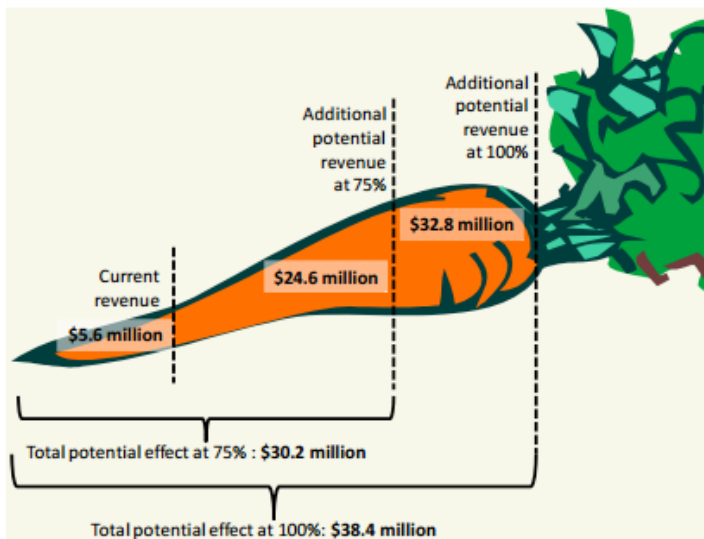 Additional
potential
revenue
at 100%
Additional
potential
revenue
at 75%
$32.8 million
$24.6 million
Current
revenue
$5.6 million
Total potential effect at 75% : $30.2 million
Total potential effect at 100%: $38.4 million